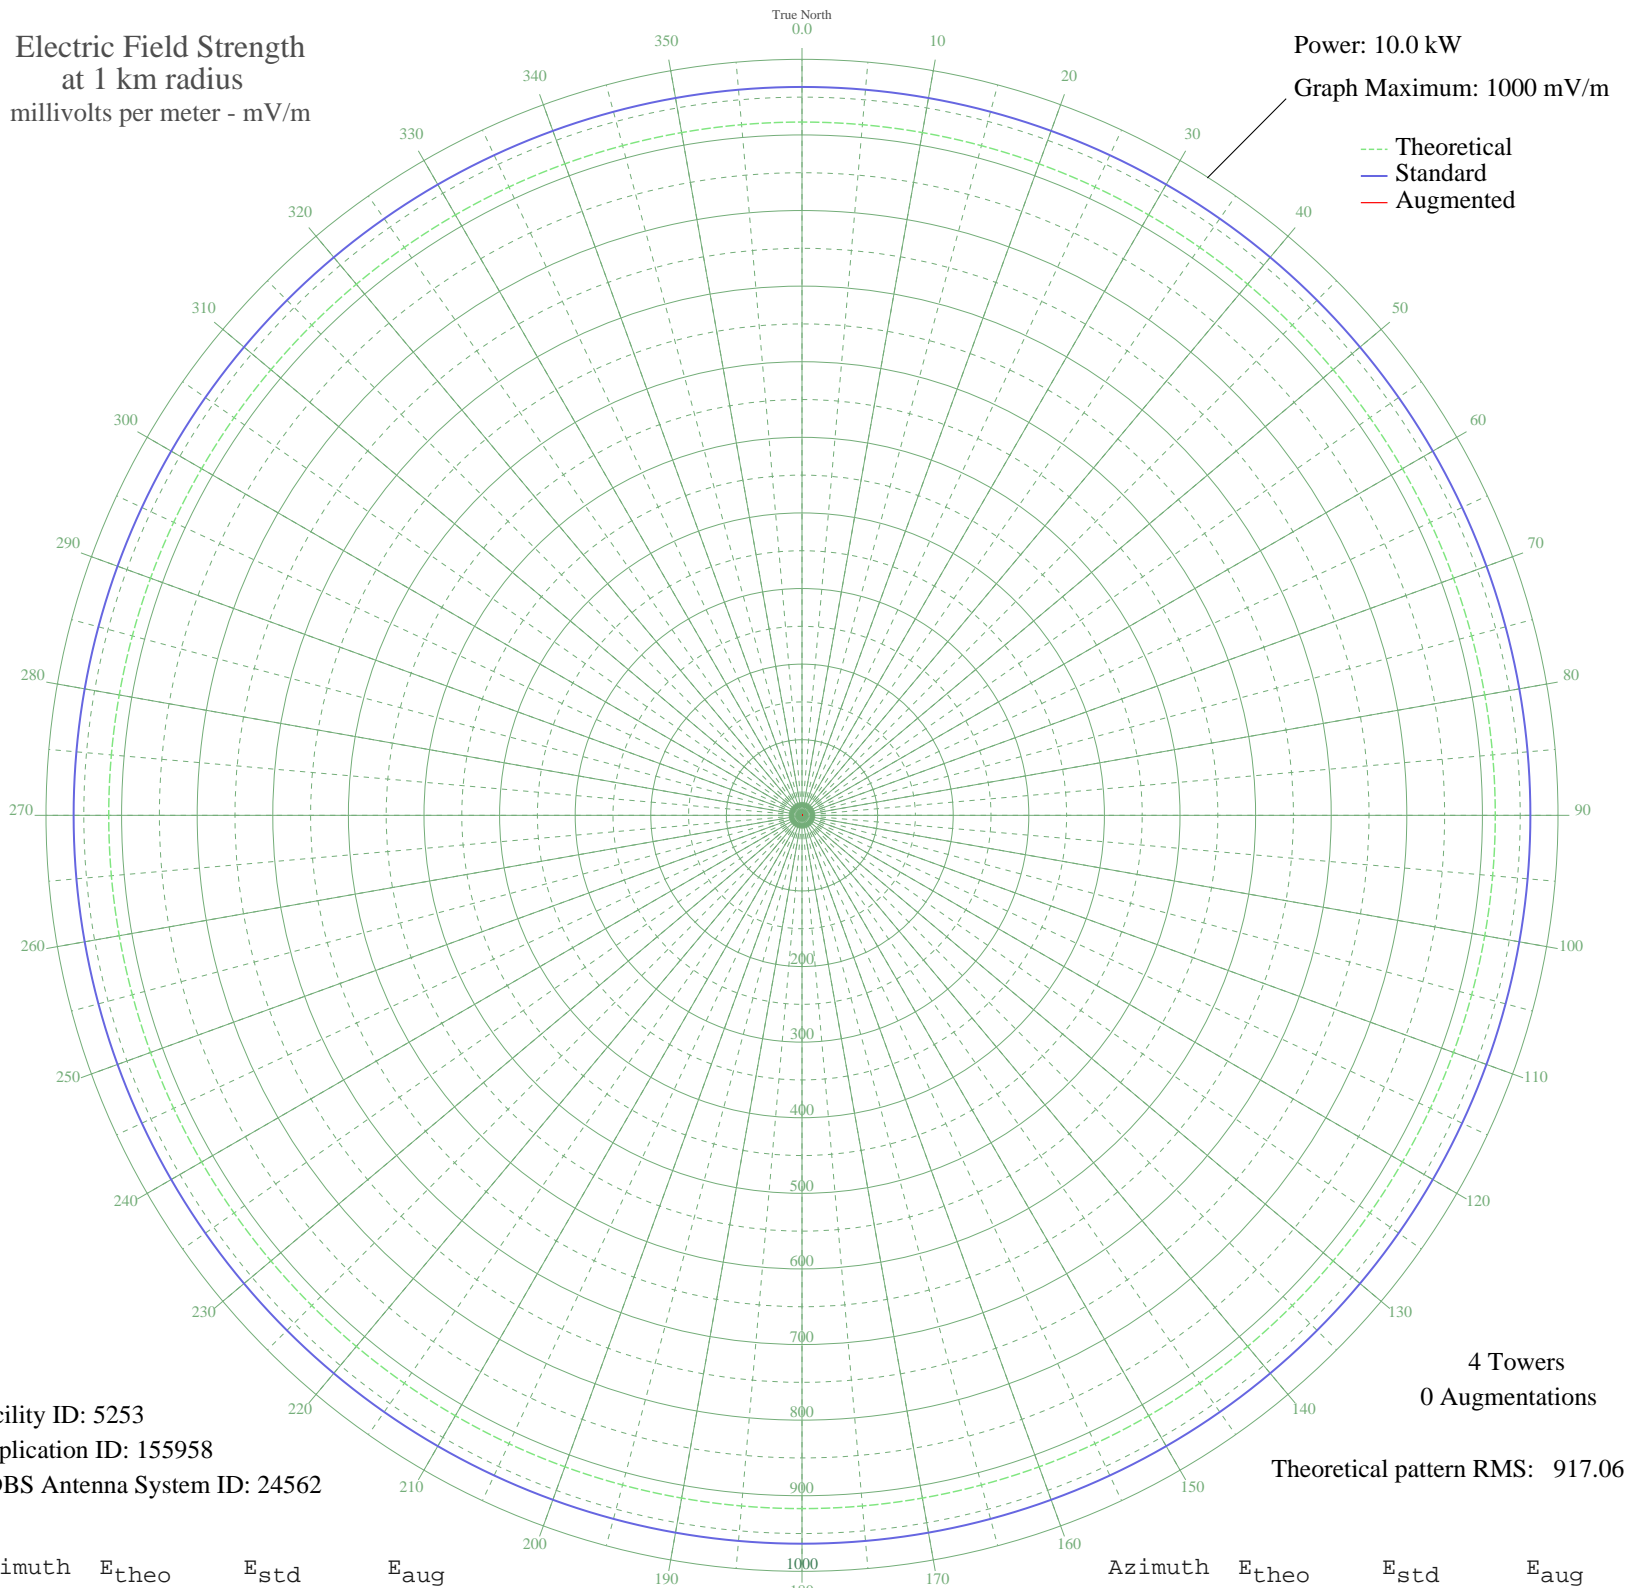 True North
0.0
Electric Field Strength
at 1 km radius
millivolts per meter - mV/m
Power: 10.0 kW
Graph Maximum: 1000 mV/m
Theoretical
Standard
Augmented
10
20
30
40
50
60
70
80
90
100
110
120
130
140
150
160
170
190
200
210
220
230
240
250
260
270
280
290
300
310
320
330
340
350
200
300
400
500
600
700
800
900
1000
4 Towers
0 Augmentations
Theoretical pattern RMS: 917.06
cility ID: 5253
plication ID: 155958
DBS Antenna System ID: 24562
imuth Etheo Estd Eaug Azimuth Etheo Estd Eaug